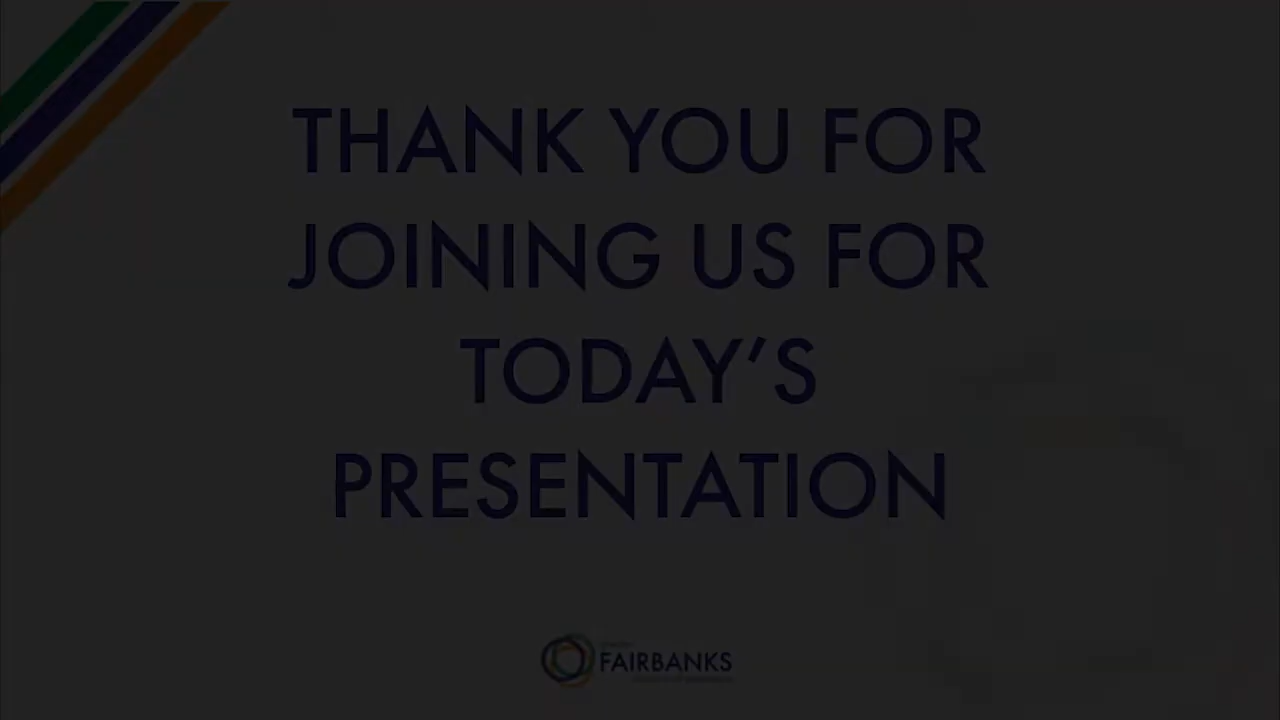 THANK YOU FOR
JOINING US FOR
TODAY’S
PRESENTATION
FAIRBANKS